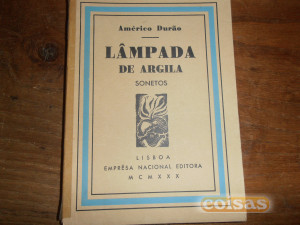 Américo Durão
LÂMPADA
DE ARGILA
SONETOS
LISBOA
EMPRÊSA NACIONAL EDITORA
MCMXXX
coisas